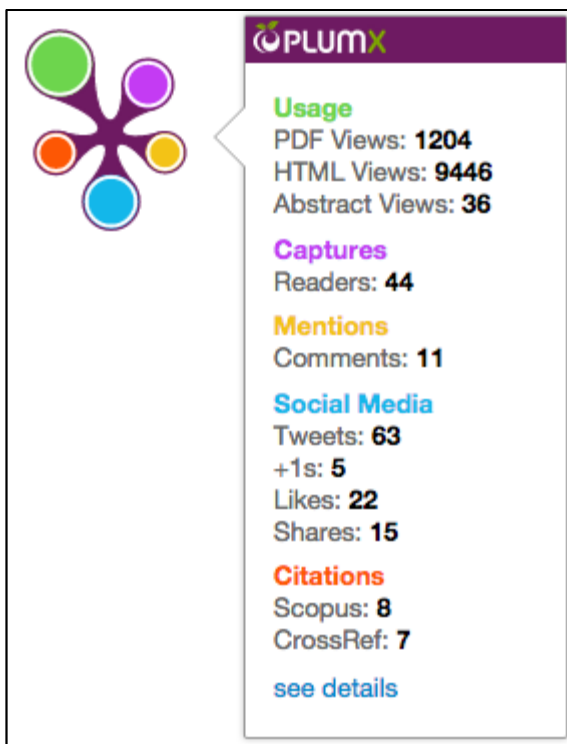 PLUMX
Usage
PDF Views: 1204
HTML Views: 9446
Abstract Views: 36
Captures
Readers: 44
Mentions
Comments: 11
Social Media
Tweets: 63
+1s: 5
Likes: 22
Shares: 15
Citations
Scopus: 8
CrossRef: 7
see details